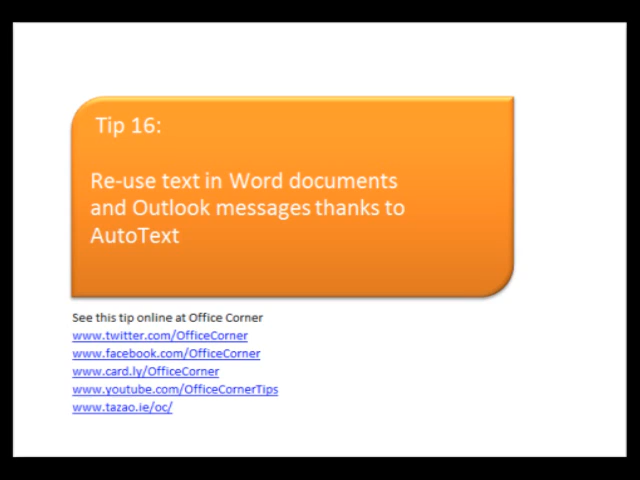 Tip 16:
Re-use text in Word documents
and Outlook messages thanks to
AutoText
See this tip online at Office Corner
www.twitter.com/OfficeCorner
www.facebook.com/OfficeCorner
www.card.ly/OfficeCorner
www.youtube.com/OfficeCornerTips
www.tazao.ie/oc/